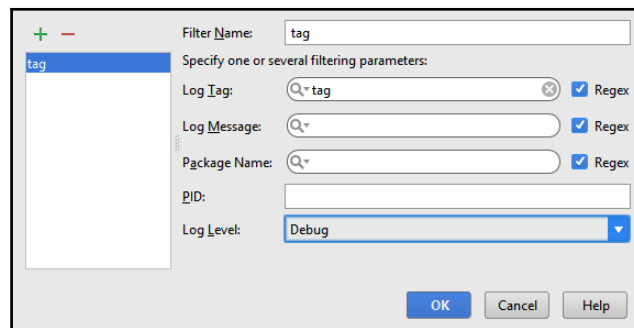 Filter Name: tag
tag
Specify one or several filtering parameters:
Log Tag: tag Regex
Log Message: Regex
Package Name: Regex
PID:
Log Level: Debug
OK Cancel Help